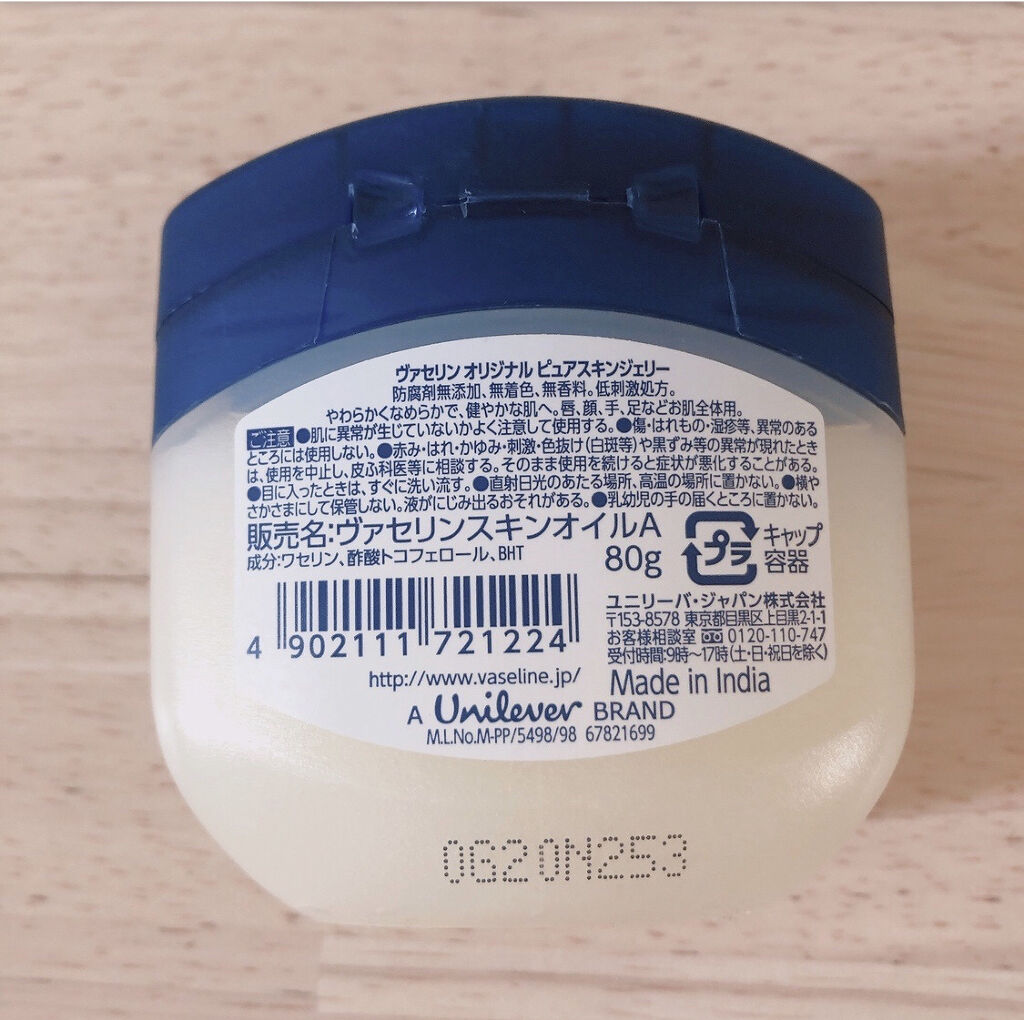 ヴァセリン オリジナル ピュアスキンジェリー
防腐剤無添加、無着色、無香料。低刺激処方。
やわらかくなめらかで、健やかな肌へ。唇、顔、手、足などお肌全体用。
ご注意 ●肌に異常が生じていないかよく注意して使用する。●傷・はれもの・湿疹等、異常のある
ところには使用しない。●赤み・はれ・かゆみ・刺激・色抜け(白斑等)や黒ずみ等の異常が現れたとき
は、使用を中止し、皮ふ科医等に相談する。そのまま使用を続けると症状が悪化することがある。
●目に入ったときは、すぐに洗い流す。●直射日光のあたる場所、高温の場所に置かない。●横や
さかさまにして保管しない。液がにじみ出るおそれがある。●乳幼児の手の届くところに置かない。
販売名:ヴァセリンスキンオイルA
成分:ワセリン、酢酸トコフェロール、BHT
80g
プラ
キャップ
容器
4 902111 721224
ユニリーバ・ジャパン株式会社
〒153-8578 東京都目黒区上目黒2-1-1
お客様相談室 0120-110-747
受付時間:9時~17時(土・日・祝日を除く)
http://www.vaseline.jp/
Made in India
A Unilever BRAND
M.L.No.M-PP/5498/98 67821699
0G20N253